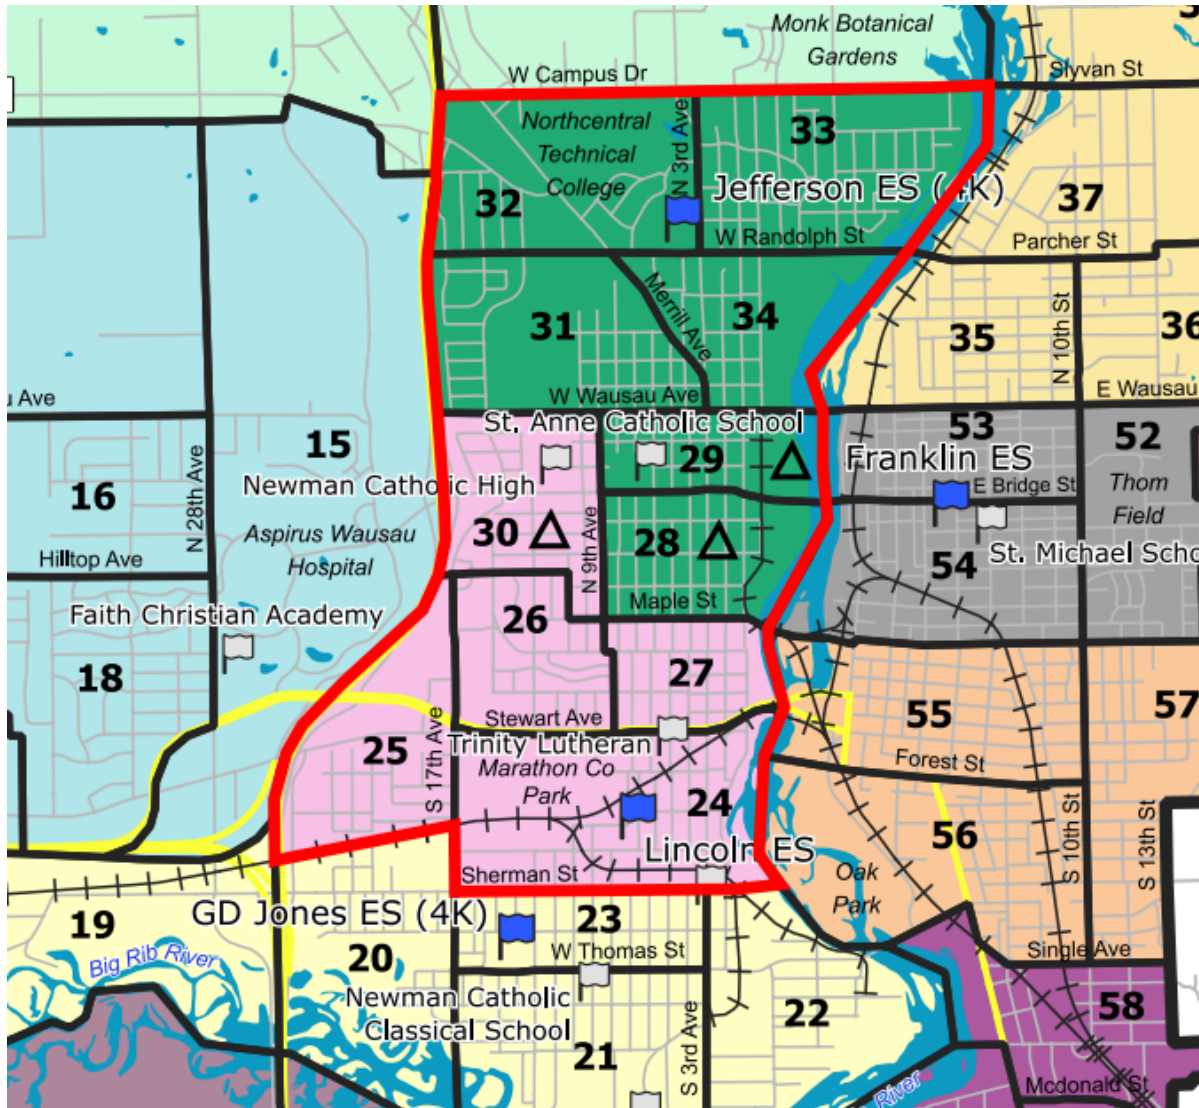 Monk Botanical
Gardens
W Campus Dr
Slyvan St
Northcentral
Technical
College
N 3rd Ave
33
32
Jefferson ES (4K)
37
W Randolph St
Parcher St
31
Merrill Ave
34
35
N 10th St
36
W Wausau Ave
E Wausau
u Ave
St. Anne Catholic School
53
52
15
29
Franklin ES
Newman Catholic High
E Bridge St
Thom
Field
16
N 28th Ave
Aspirus Wausau
Hospital
30
N 9th Ave
28
54
St. Michael Scho
Hilltop Ave
Maple St
Faith Christian Academy
26
18
27
Stewart Ave
55
57
25
S 17th Ave
Trinity Lutheran
Marathon Co
Park
24
Forest St
56
S 10th St
S 13th St
Lincoln ES
Sherman St
Oak
Park
19
GD Jones ES (4K)
23
W Thomas St
Big Rib River
20
Single Ave
Newman Catholic
Classical School
22
58
21
S 3rd Ave
River
Mcdonald St